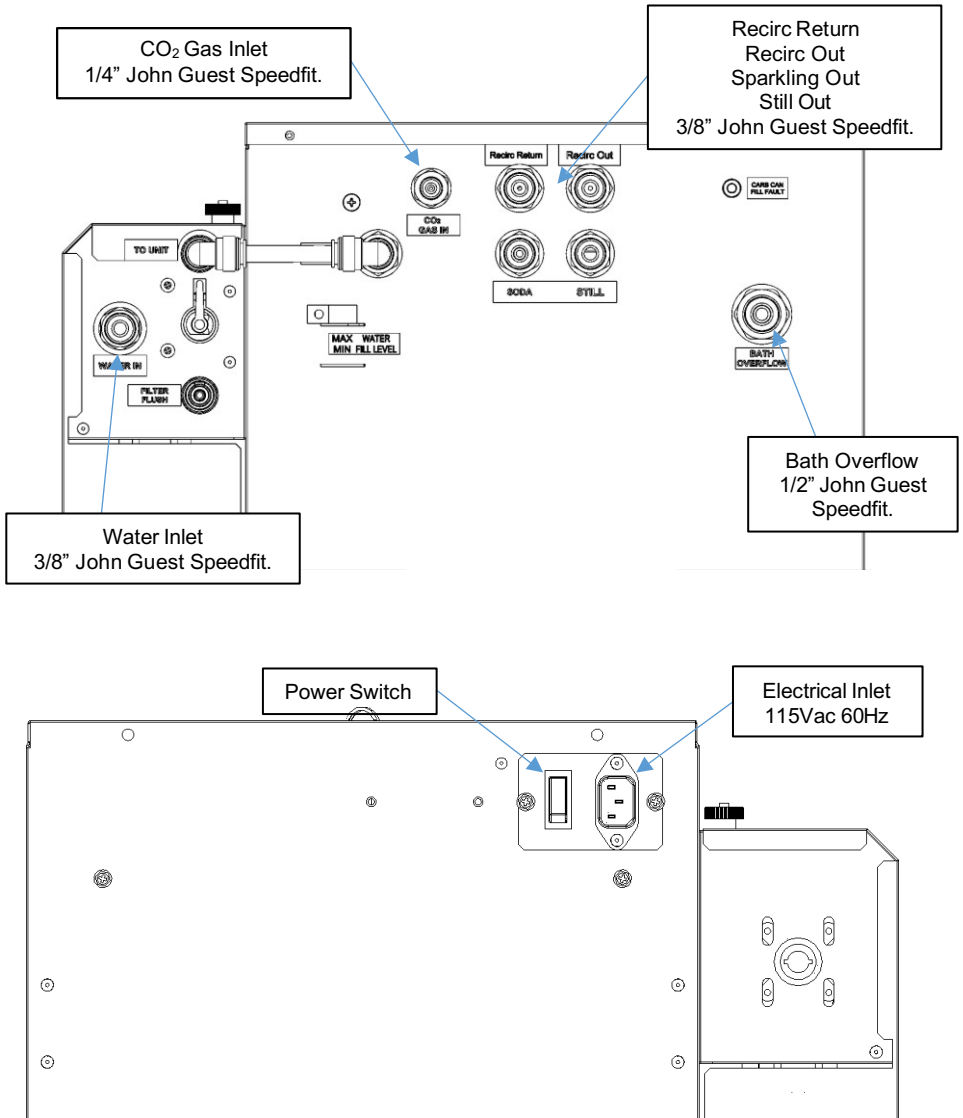 CO₂ Gas Inlet
1/4” John Guest Speedfit.
Recirc Return
Recirc Out
Sparkling Out
Still Out
3/8” John Guest Speedfit.
Recirc Return
Recirc Out
CARB CAN
FILL FAULT
CO₂
GAS IN
TO UNIT
SODA
STILL
MAX WATER
MIN FILL LEVEL
WATER IN
BATH
OVERFLOW
FILTER
FLUSH
Bath Overflow
1/2” John Guest
Speedfit.
Water Inlet
3/8” John Guest Speedfit.
Power Switch
Electrical Inlet
115Vac 60Hz